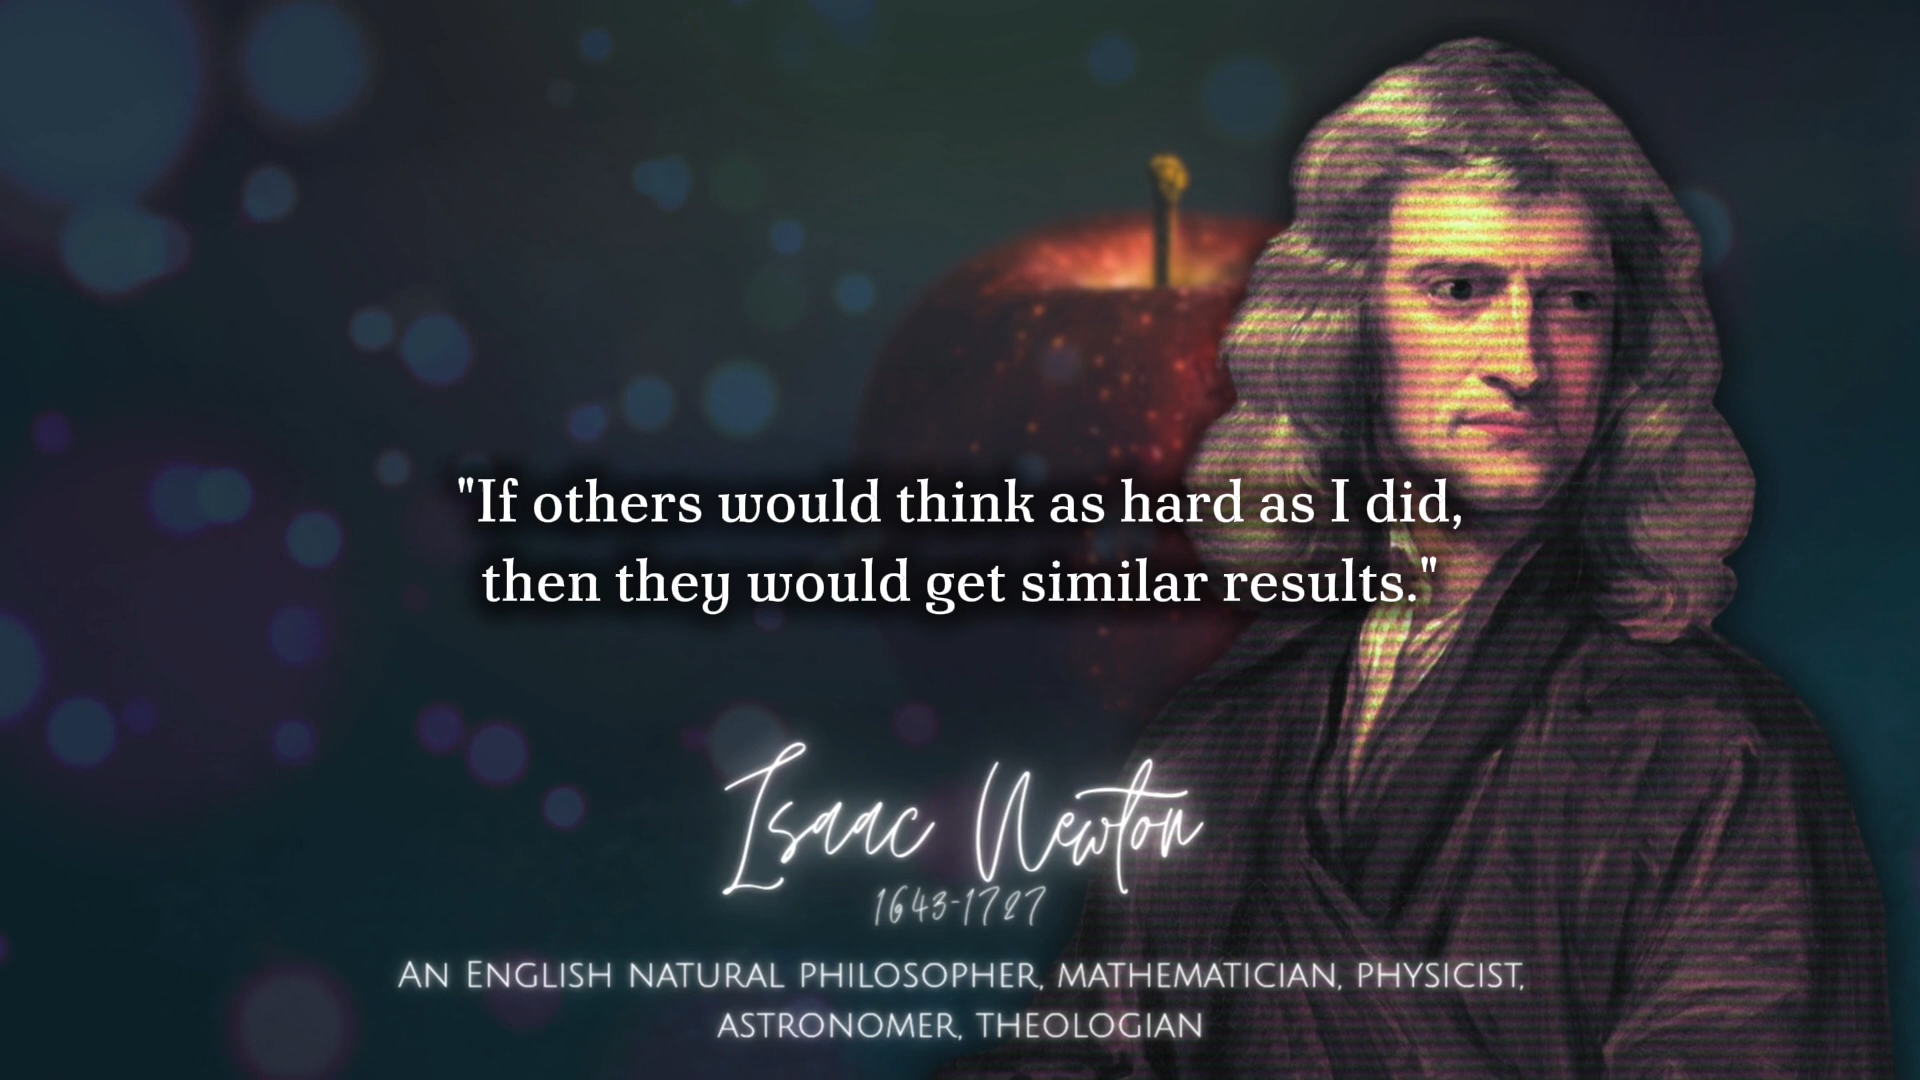 "If others would think as hard as I did,
then they would get similar results."
Isaac Newton
1643-1727
An English natural philosopher, mathematician, physicist,
astronomer, theologian